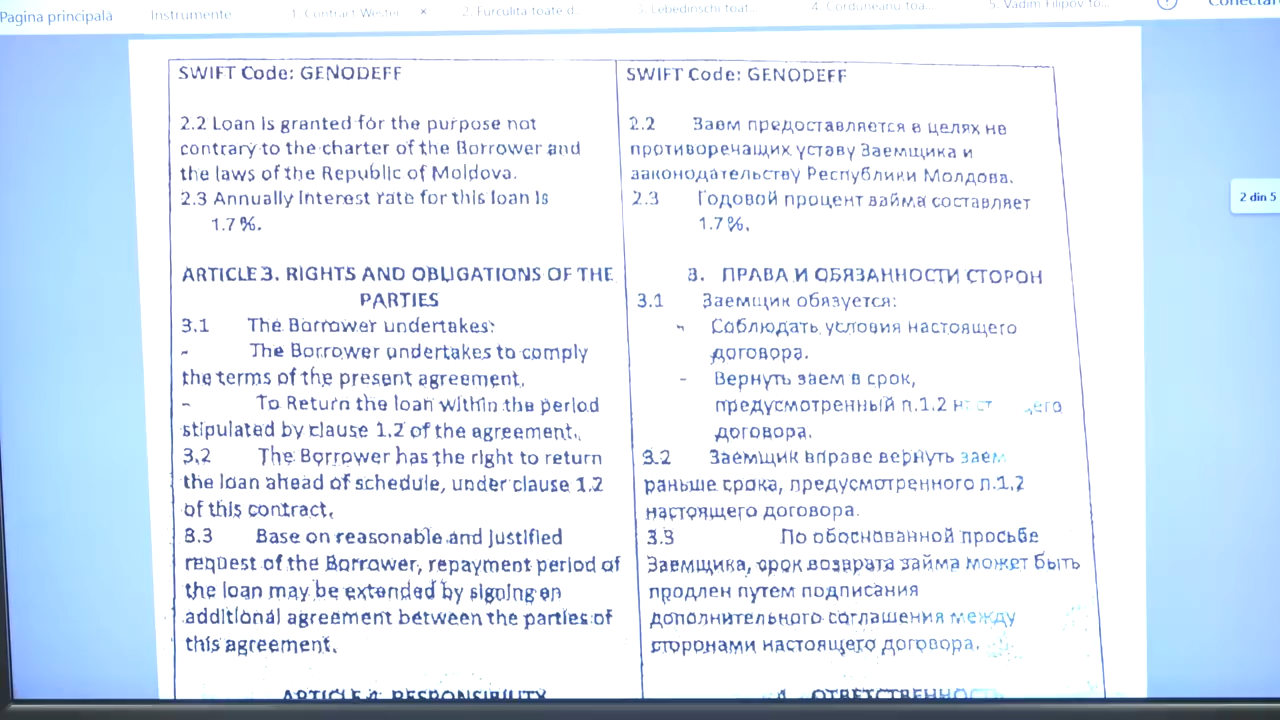 Pagina principală Instrumente 1. Contract Wester × 2. Furculita toate d... 3. Lebedinschi toat... 4. Corduneanu toa... 5. Vadim Filipov to... Conectare
SWIFT Code: GENODEFF
2.2 Loan is granted for the purpose not
contrary to the charter of the Borrower and
the laws of the Republic of Moldova.
2.3 Annually Interest rate for this loan is
1.7%.
ARTICLE 3. RIGHTS AND OBLIGATIONS OF THE
PARTIES
3.1 The Borrower undertakes:
- The Borrower undertakes to comply
the terms of the present agreement.
- To Return the loan within the period
stipulated by clause 1.2 of the agreement.
3.2 The Borrower has the right to return
the loan ahead of schedule, under clause 1.2
of this contract.
3.3 Base on reasonable and justified
request of the Borrower, repayment period of
the loan may be extended by signing an
additional agreement between the parties of
this agreement.
ARTICLE 4. RESPONSIBILITY
SWIFT Code: GENODEFF
2.2 Заем предоставляется в целях не
противоречащих уставу Заемщика и
законодательству Республики Молдова.
2.3 Годовой процент займа составляет
1.7%.
3. ПРАВА И ОБЯЗАННОСТИ СТОРОН
3.1 Заемщик обязуется:
- Соблюдать условия настоящего
договора.
- Вернуть заем в срок,
предусмотренный п.1.2
договора.
3.2 Заемщик вправе вернуть заем
раньше срока, предусмотренного п.1.2
настоящего договора.
3.3 По обоснованной просьбе
Заемщика, срок возврата займа может быть
продлен путем подписания
дополнительного соглашения между
сторонами настоящего договора.
4. ОТВЕТСТВЕННОСТ
2 din 5